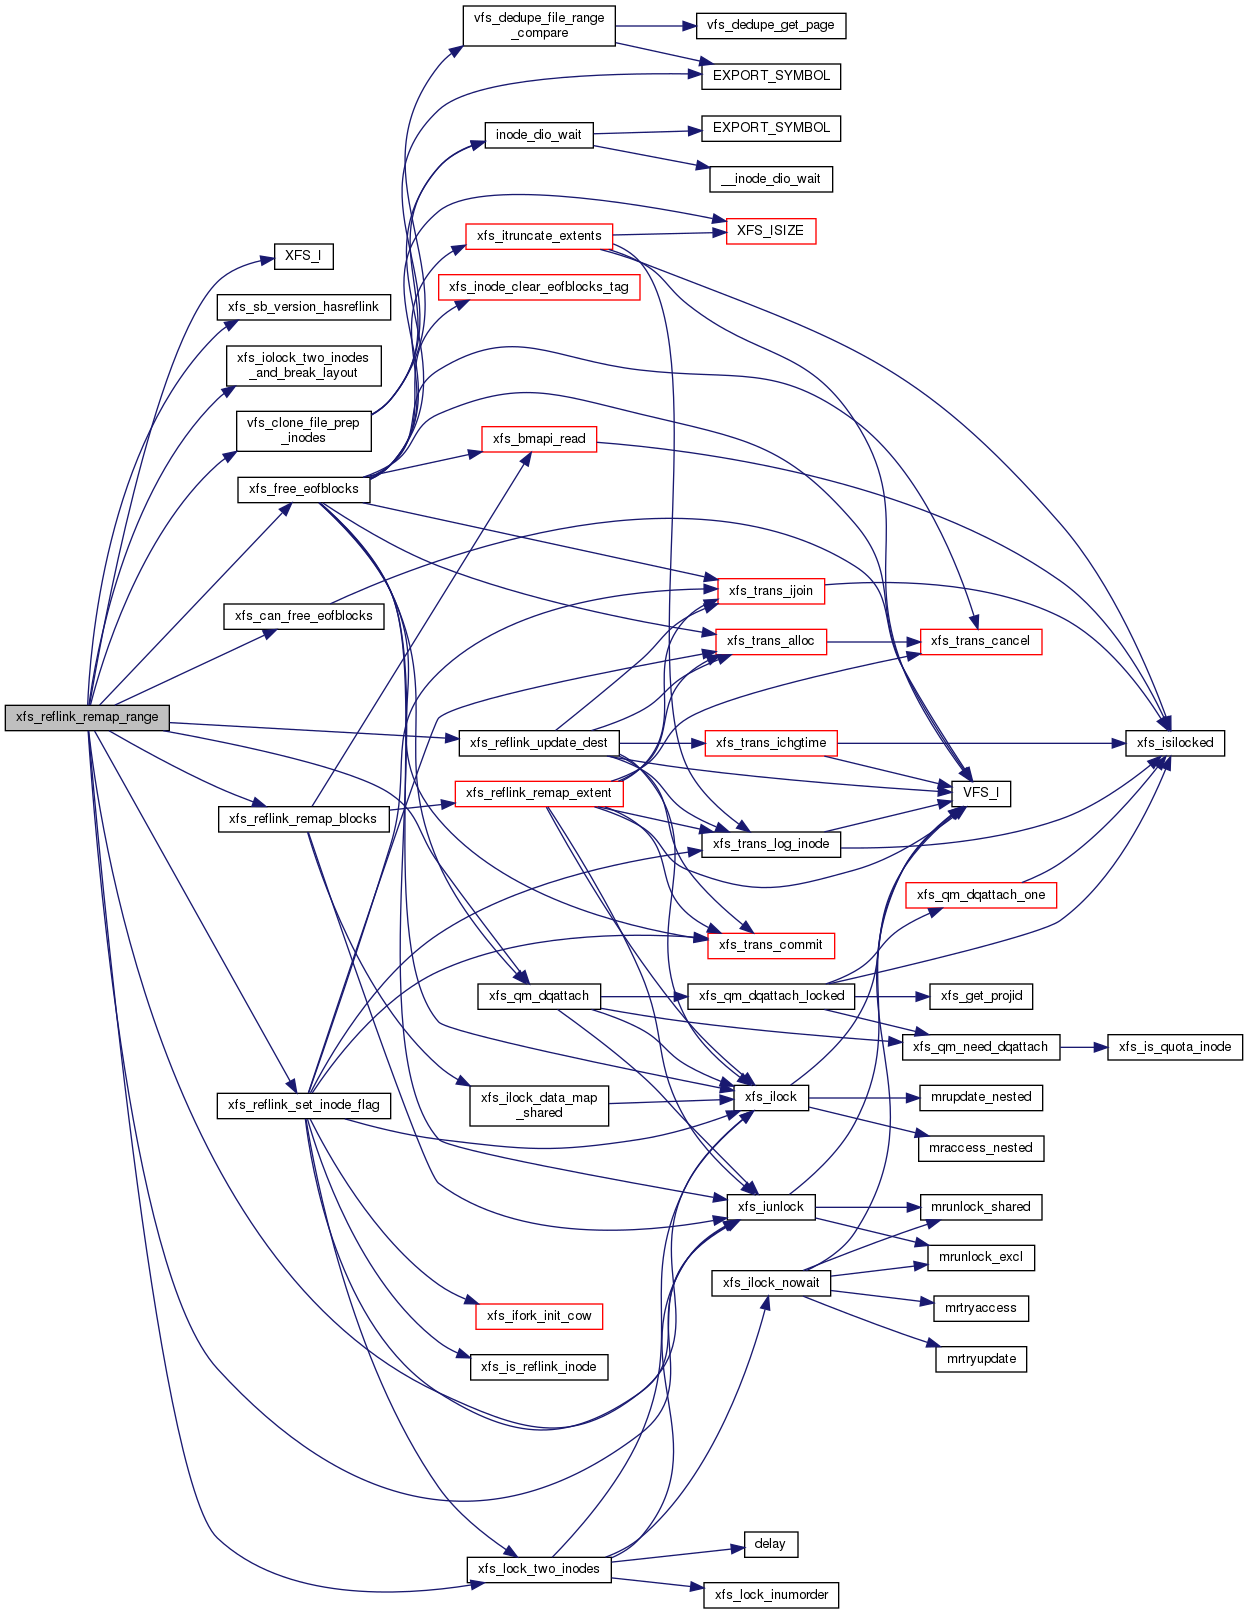 vfs_dedupe_file_range
_compare
vfs_dedupe_get_page
EXPORT_SYMBOL
inode_dio_wait
EXPORT_SYMBOL
__inode_dio_wait
XFS_I
xfs_itruncate_extents
XFS_ISIZE
xfs_sb_version_hasreflink
xfs_inode_clear_eofblocks_tag
xfs_iolock_two_inodes
_and_break_layout
vfs_clone_file_prep
_inodes
xfs_bmapi_read
xfs_free_eofblocks
xfs_can_free_eofblocks
xfs_trans_ijoin
xfs_trans_alloc
xfs_trans_cancel
xfs_reflink_remap_range
xfs_reflink_update_dest
xfs_trans_ichgtime
xfs_isilocked
xfs_reflink_remap_extent
VFS_I
xfs_reflink_remap_blocks
xfs_trans_log_inode
xfs_qm_dqattach_one
xfs_trans_commit
xfs_qm_dqattach
xfs_qm_dqattach_locked
xfs_get_projid
xfs_qm_need_dqattach
xfs_is_quota_inode
xfs_reflink_set_inode_flag
xfs_ilock_data_map
_shared
xfs_ilock
mrupdate_nested
mraccess_nested
xfs_iunlock
mrunlock_shared
mrunlock_excl
xfs_ilock_nowait
mrtryaccess
xfs_ifork_init_cow
xfs_is_reflink_inode
mrtryupdate
xfs_lock_two_inodes
delay
xfs_lock_inumorder